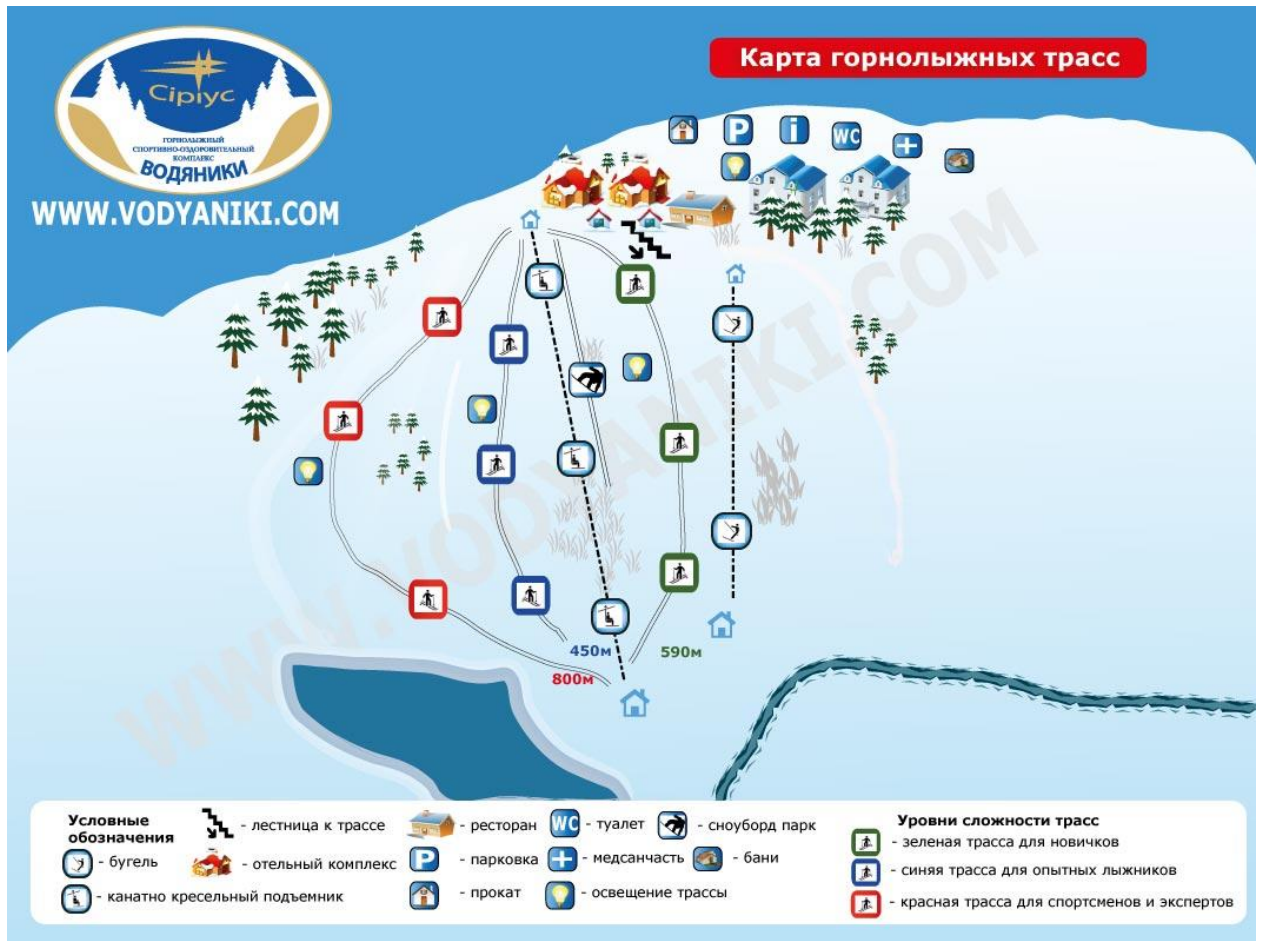 Карта горнолыжных трасс
Сіріус
ГОРНОЛЫЖНЫЙ
СПОРТИВНО-ОЗДОРОВИТЕЛЬНЫЙ
КОМПЛЕКС
ВОДЯНИКИ
WWW.VODYANIKI.COM
P
i
WC
WWW.VODYANIKI.COM
450м
590м
800м
Условные
обозначения
- бугель
- канатно кресельный подъемник
- лестница к трассе
- отельный комплекс
- ресторан
P - парковка
- прокат
WC - туалет
- медсанчасть
- освещение трассы
- сноуборд парк
- бани
Уровни сложности трасс
- зеленая трасса для новичков
- синяя трасса для опытных лыжников
- красная трасса для спортсменов и экспертов